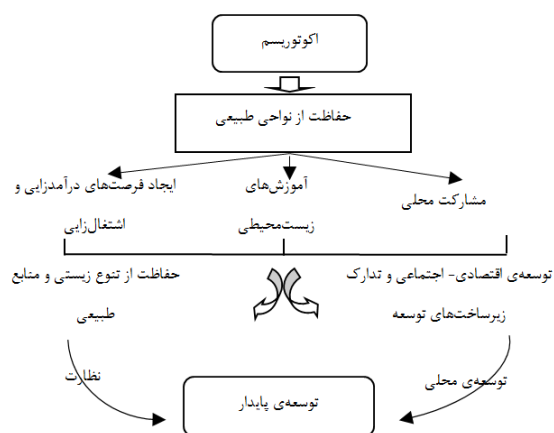 اکوتوریسم
حفاظت از نواحی طبیعی
مشارکت محلی
آموزش‌های
زیست‌محیطی
ایجاد فرصت‌های درآمدزایی و
اشتغال‌زایی
توسعه‌ی اقتصادی- اجتماعی و تدارک
زیرساخت‌های توسعه
حفاظت از تنوع زیستی و منابع
طبیعی
توسعه‌ی محلی
نظارت
توسعه‌ی پایدار